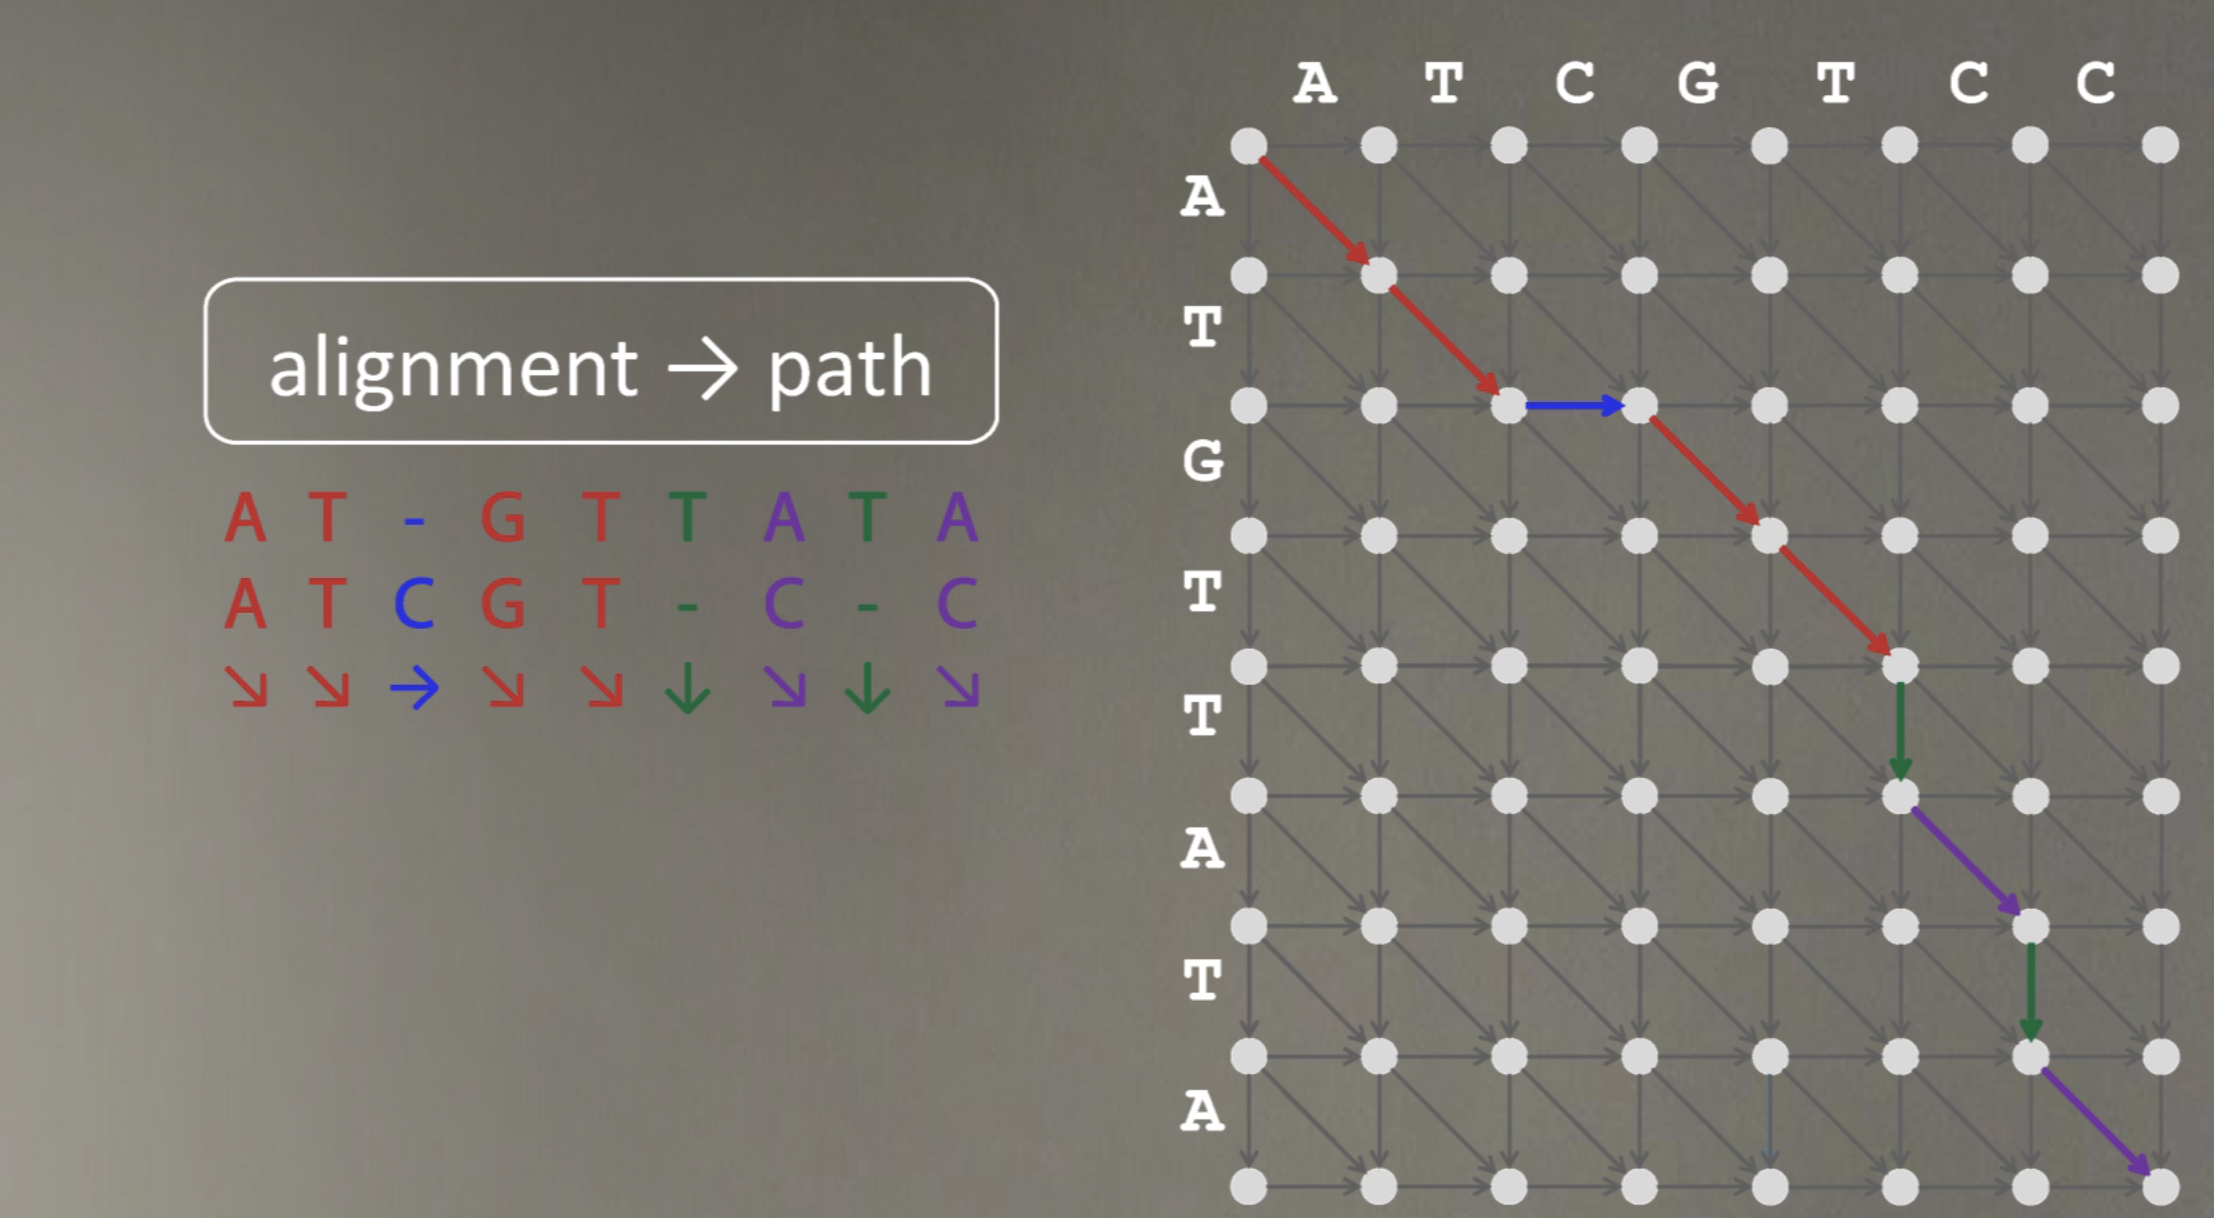 A T C G T C C
alignment → path
A T - G T T A T A
A T C G T - C - C
↘ ↘ → ↘ ↘ ↓ ↘ ↓ ↘
A
T
G
T
T
A
T
A